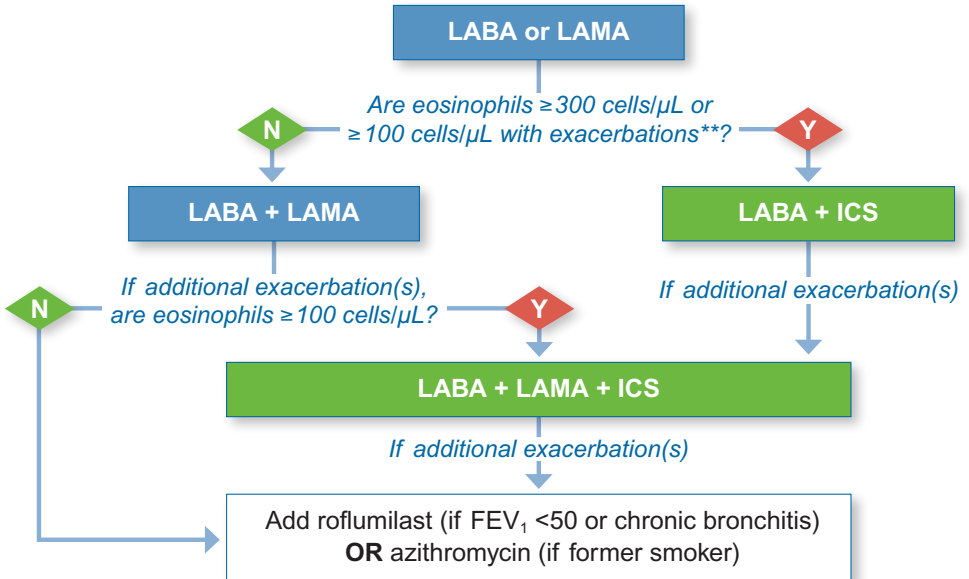 LABA or LAMA
Are eosinophils ≥300 cells/µL or
≥100 cells/µL with exacerbations**?
N
Y
LABA + LAMA
LABA + ICS
If additional exacerbation(s),
are eosinophils ≥100 cells/µL?
If additional exacerbation(s)
N
Y
LABA + LAMA + ICS
If additional exacerbation(s)
Add roflumilast (if FEV₁ <50 or chronic bronchitis)
OR azithromycin (if former smoker)